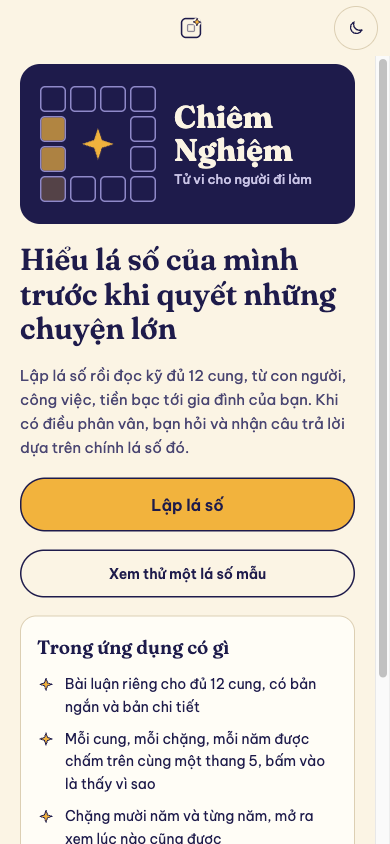 Chiêm
Nghiệm
Tử vi cho người đi làm
Hiểu lá số của mình
trước khi quyết những
chuyện lớn
Lập lá số rồi đọc kỹ đủ 12 cung, từ con người,
công việc, tiền bạc tới gia đình của bạn. Khi
có điều phân vân, bạn hỏi và nhận câu trả lời
dựa trên chính lá số đó.
Lập lá số
Xem thử một lá số mẫu
Trong ứng dụng có gì
Bài luận riêng cho đủ 12 cung, có bản
ngắn và bản chi tiết
Mỗi cung, mỗi chặng, mỗi năm được
chấm trên cùng một thang 5, bấm vào
là thấy vì sao
Chặng mười năm và từng năm, mở ra
xem lúc nào cũng được